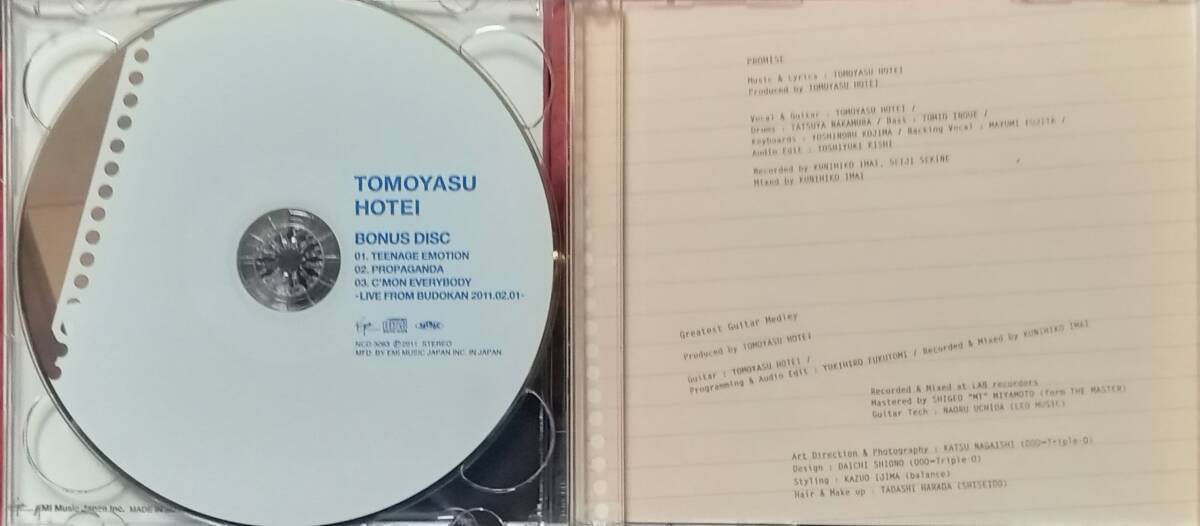 TOMOYASU
HOTEI
BONUS DISC
01. TEENAGE EMOTION
02. PROPAGANDA
03. C'MON EVERYBODY
-LIVE FROM BUDOKAN 2011.02.01-
NCD-3063 ℗2011 STEREO
MFD. BY EMI MUSIC JAPAN INC. IN JAPAN
EMI Music Japan Inc. MADE IN
PROMISE
Music & Lyrics : TOMOYASU HOTEI
Produced by TOMOYASU HOTEI
Vocal & Guitar : TOMOYASU HOTEI /
Drums : TATSUYA NAKAMURA / Bass : TOMIO INOUE /
Keyboards : YOSHINOBU KOJIMA / Backing Vocal : MAYUMI FUJITA /
Audio Edit : TOSHIYUKI KISHI
Recorded by KUNIHIKO IMAI, SEIJI SEKINE
Mixed by KUNIHIKO IMAI
Greatest Guitar Medley
Produced by TOMOYASU HOTEI
Guitar : TOMOYASU HOTEI /
Programming & Audio Edit : YUKIHIRO FUKUTOMI / Recorded & Mixed by KUNIHIKO IMAI
Recorded & Mixed at LAB recorders
Mastered by SHIGEO "MT" MIYAMOTO (form THE MASTER)
Guitar Tech : NAORU UCHIDA (LEO MUSIC)
Art Direction & Photography : KATSU NAGAISHI (OOO=Triple-O)
Design : DAICHI SHIONO (OOO=Triple-O)
Styling : KAZUO IJIMA (balance)
Hair & Make up : TADASHI HARADA (SHISEIDO)